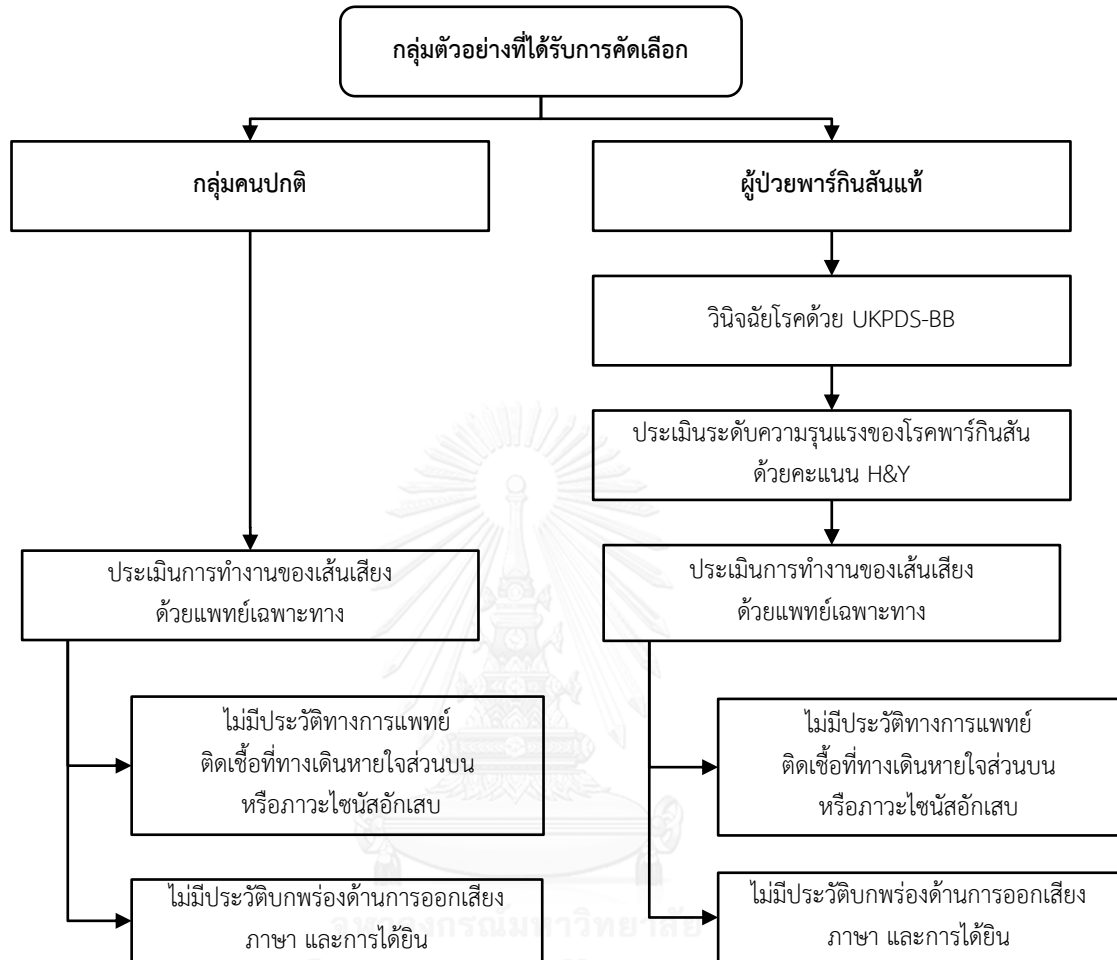 กลุ่มตัวอย่างที่ได้รับการคัดเลือก
กลุ่มคนปกติ
ผู้ป่วยพาร์กินสันแท้
วินิจฉัยโรคด้วย UKPDS-BB
ประเมินระดับความรุนแรงของโรคพาร์กินสัน
ด้วยคะแนน H&Y
ประเมินการทำงานของเส้นเสียง
ด้วยแพทย์เฉพาะทาง
ประเมินการทำงานของเส้นเสียง
ด้วยแพทย์เฉพาะทาง
ไม่มีประวัติทางการแพทย์
ติดเชื้อที่ทางเดินหายใจส่วนบน
หรือภาวะไซนัสอักเสบ
ไม่มีประวัติทางการแพทย์
ติดเชื้อที่ทางเดินหายใจส่วนบน
หรือภาวะไซนัสอักเสบ
ไม่มีประวัติบกพร่องด้านการออกเสียง
ภาษา และการได้ยิน
ไม่มีประวัติบกพร่องด้านการออกเสียง
ภาษา และการได้ยิน
จุฬาลงกรณ์มหาวิทยาลัย